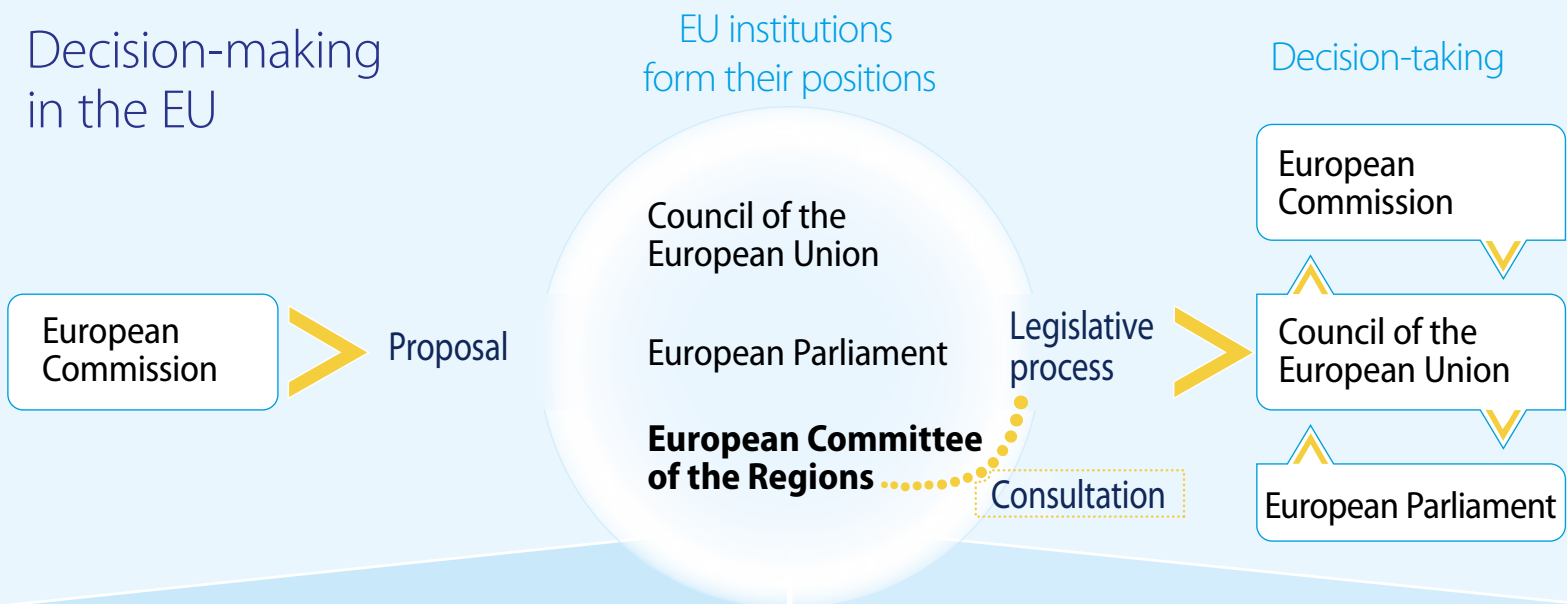 Decision-making
in the EU
EU institutions
form their positions
Decision-taking
European
Commission
Proposal
Council of the
European Union
European Parliament
European Committee
of the Regions
Legislative
process
Consultation
European
Commission
Council of the
European Union
European Parliament